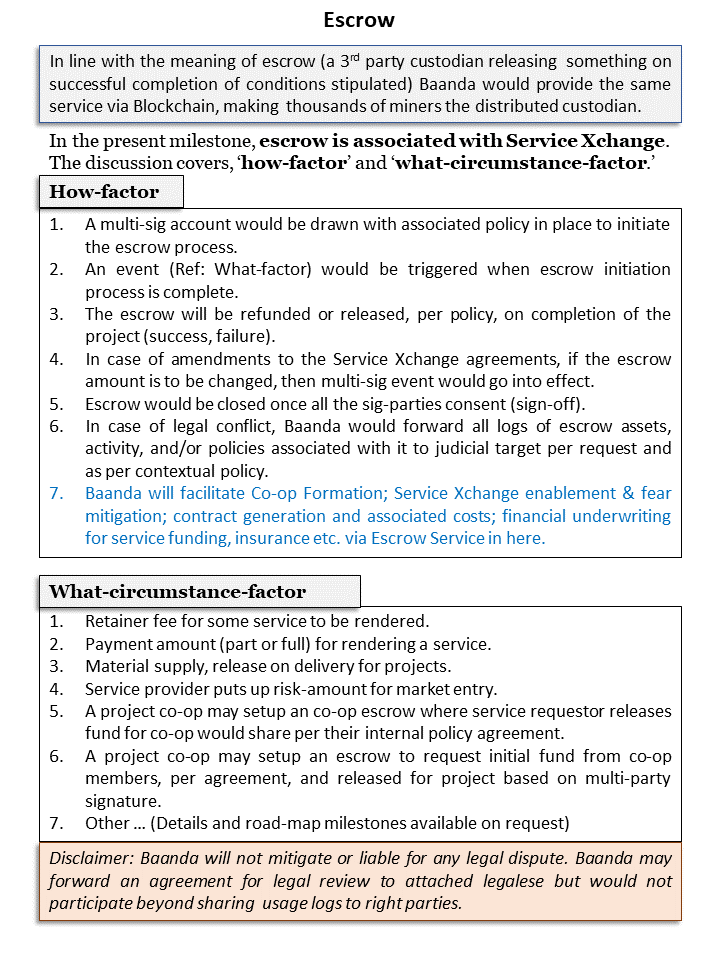 Escrow
In line with the meaning of escrow (a 3rd party custodian releasing something on
successful completion of conditions stipulated) Baanda would provide the same
service via Blockchain, making thousands of miners the distributed custodian.
In the present milestone, escrow is associated with Service Xchange.
The discussion covers, ‘how-factor’ and ‘what-circumstance-factor.’
How-factor
1. A multi-sig account would be drawn with associated policy in place to initiate
the escrow process.
2. An event (Ref: What-factor) would be triggered when escrow initiation
process is complete.
3. The escrow will be refunded or released, per policy, on completion of the
project (success, failure).
4. In case of amendments to the Service Xchange agreements, if the escrow
amount is to be changed, then multi-sig event would go into effect.
5. Escrow would be closed once all the sig-parties consent (sign-off).
6. In case of legal conflict, Baanda would forward all logs of escrow assets,
activity, and/or policies associated with it to judicial target per request and
as per contextual policy.
7. Baanda will facilitate Co-op Formation; Service Xchange enablement & fear
mitigation; contract generation and associated costs; financial underwriting
for service funding, insurance etc. via Escrow Service in here.
What-circumstance-factor
1. Retainer fee for some service to be rendered.
2. Payment amount (part or full) for rendering a service.
3. Material supply, release on delivery for projects.
4. Service provider puts up risk-amount for market entry.
5. A project co-op may setup an co-op escrow where service requestor releases
fund for co-op would share per their internal policy agreement.
6. A project co-op may setup an escrow to request initial fund from co-op
members, per agreement, and released for project based on multi-party
signature.
7. Other … (Details and road-map milestones available on request)
Disclaimer: Baanda will not mitigate or liable for any legal dispute. Baanda may
forward an agreement for legal review to attached legalese but would not
participate beyond sharing usage logs to right parties.